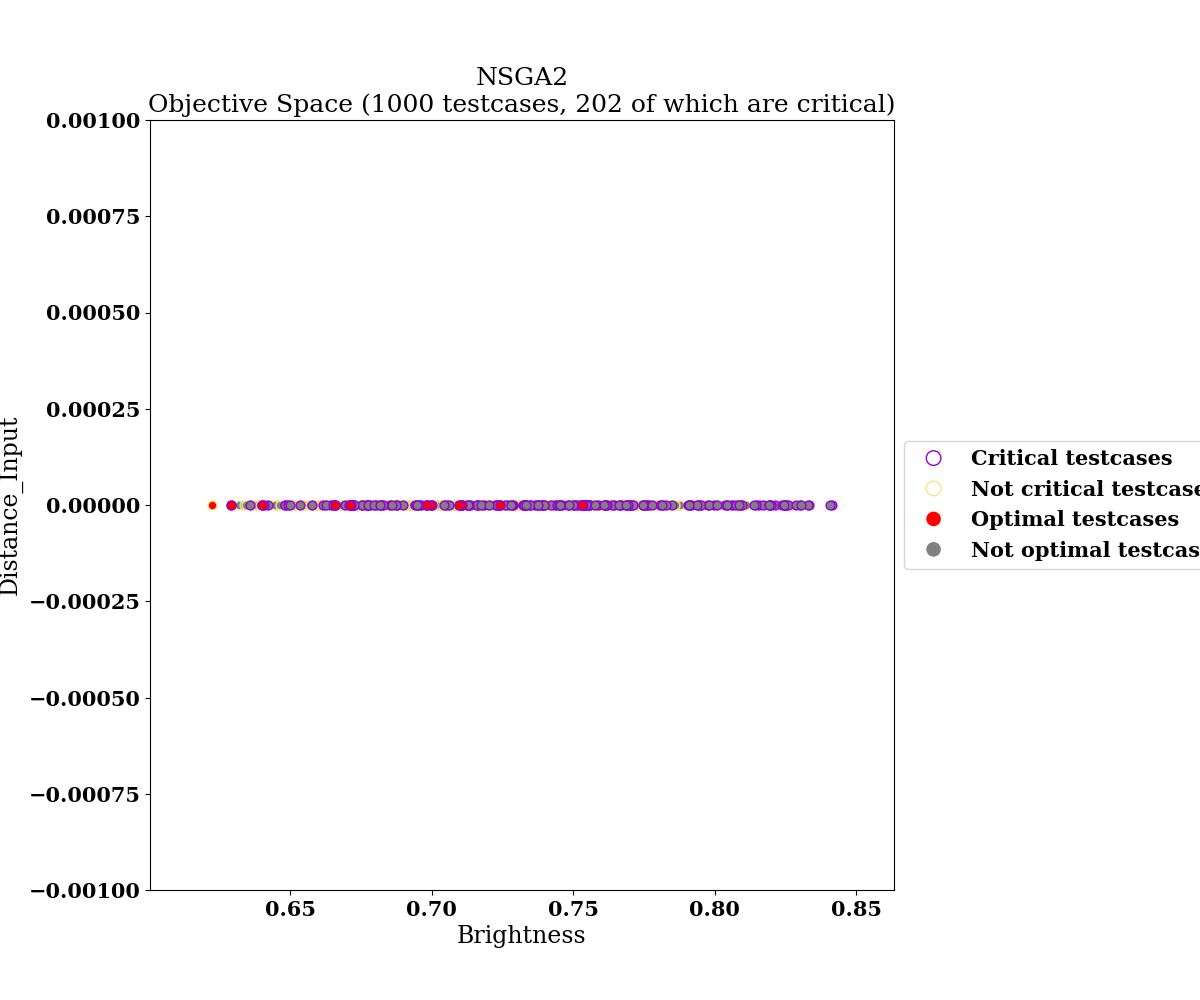 NSGA2
Objective Space (1000 testcases, 202 of which are critical)
0.00100
0.00075
0.00050
0.00025
0.00000
−0.00025
−0.00050
−0.00075
−0.00100
Distance_Input
0.65 0.70 0.75 0.80 0.85
Brightness
Critical testcases
Not critical testcase
Optimal testcases
Not optimal testcas